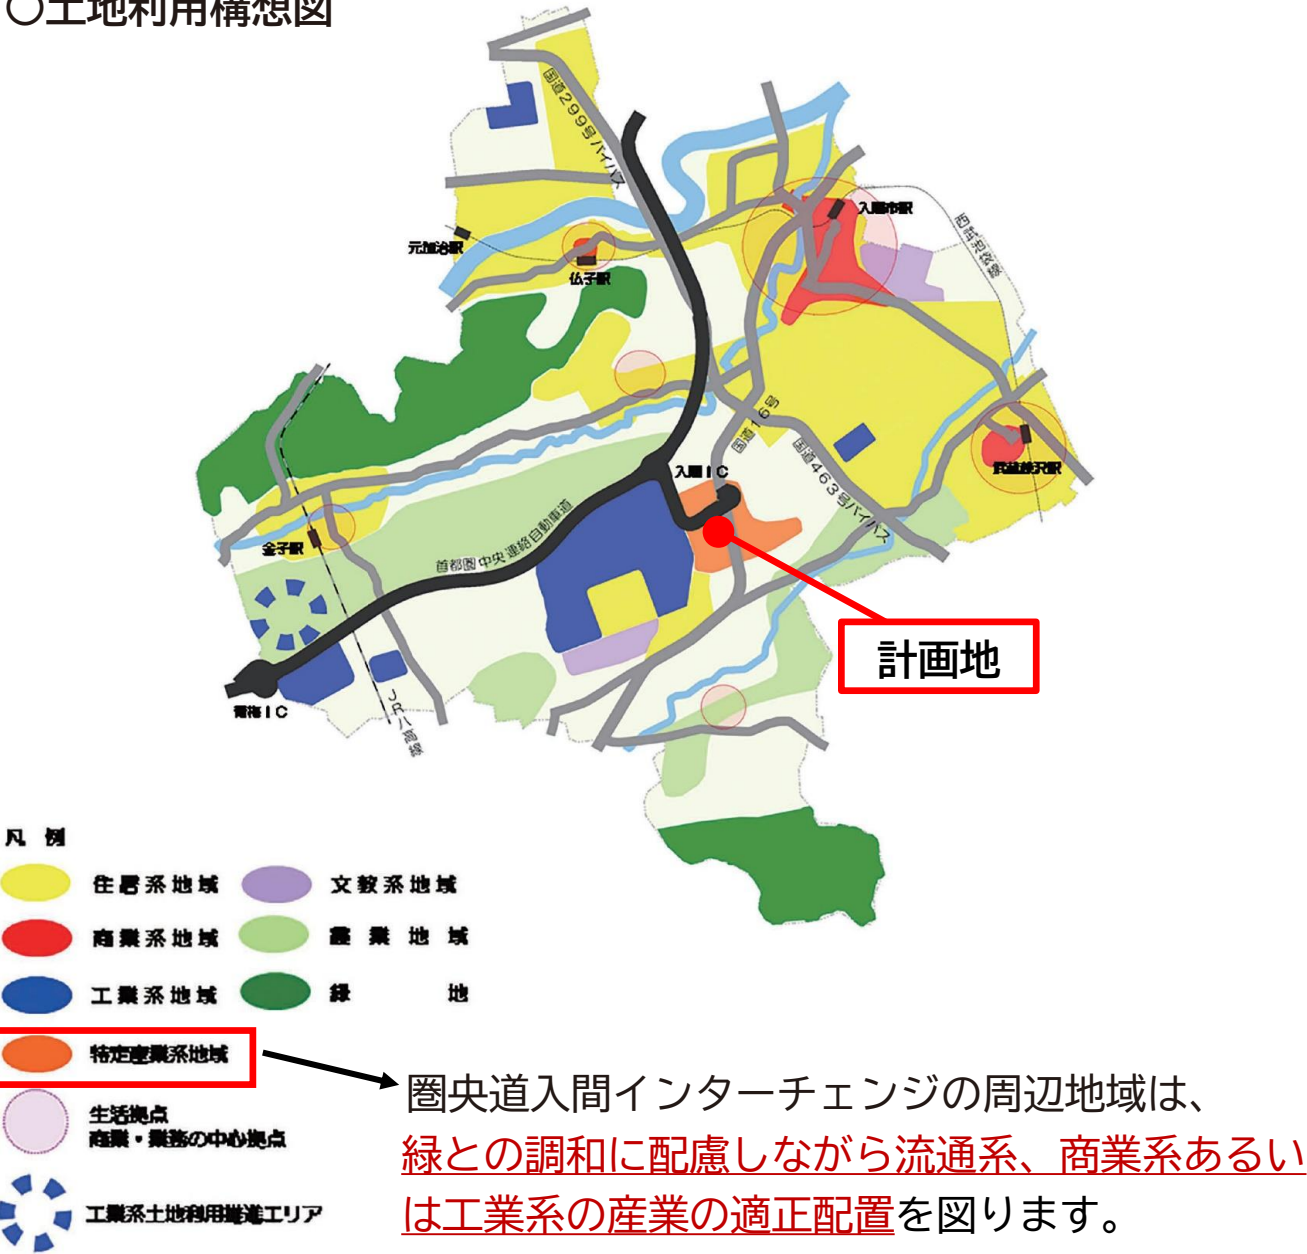 〇土地利用構想図
国道299号バイパス
入間市駅
西武池袋線
元加治駅
仏子駅
国道16号
国道463号バイパス
武蔵藤沢駅
入間IC
首都圏中央連絡自動車道
金子駅
計画地
青梅IC
JR八高線
凡例
住居系地域
文教系地域
商業系地域
農業地域
工業系地域
緑地
特定産業系地域
生活拠点
商業・業務の中心拠点
工業系土地利用推進エリア
圏央道入間インターチェンジの周辺地域は、
緑との調和に配慮しながら流通系、商業系あるい
は工業系の産業の適正配置を図ります。